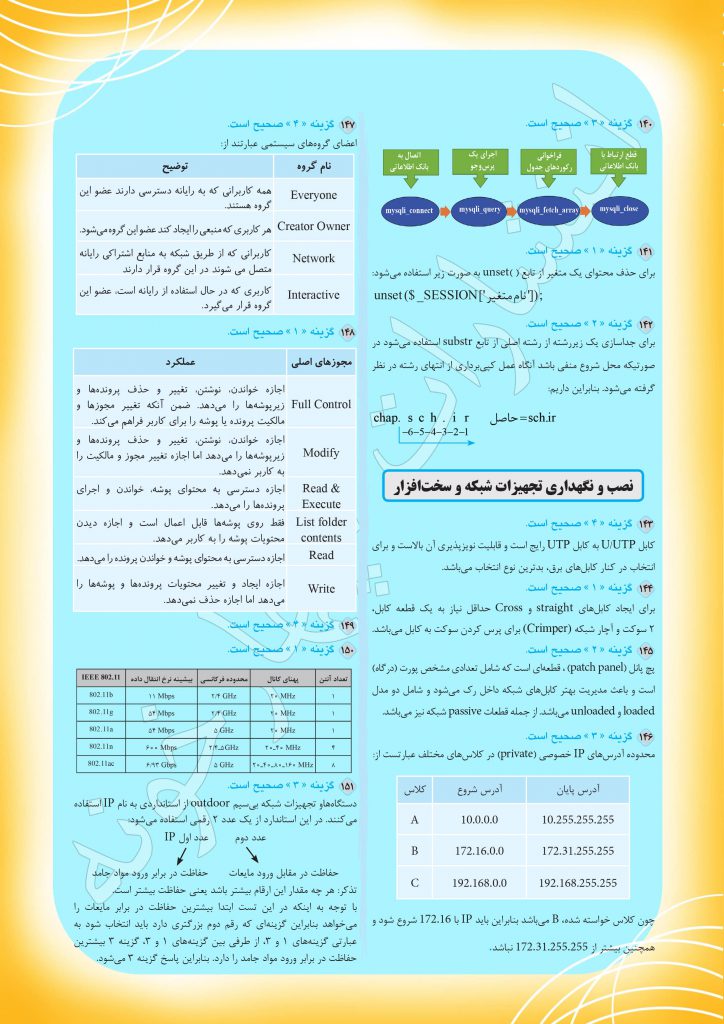 ۱۴۰ گزینه « ۳ » صحیح است.
قطع ارتباط با بانک اطلاعاتی
فراخوانی رکوردهای جدول
اجرای یک پرس‌وجو
اتصال به بانک اطلاعاتی
mysqli_connect mysqli_query mysqli_fetch_array mysqli_close
۱۴۱ گزینه « ۱ » صحیح است.
برای حذف محتوای یک متغیر از تابع unset( ) به صورت زیر استفاده می‌شود:
unset ($ _SESSION['نام متغیر']);
۱۴۲ گزینه « ۲ » صحیح است.
برای جداسازی یک زیررشته از رشته اصلی از تابع substr استفاده می‌شود در
صورتیکه محل شروع منفی باشد آنگاه عمل کپی‌برداری از انتهای رشته در نظر
گرفته می‌شود. بنابراین داریم:
chap. s c h . i r حاصل =sch.ir
-6-5-4-3-2-1
نصب و نگهداری تجهیزات شبکه و سخت‌افزار
۱۴۳ گزینه « ۴ » صحیح است.
کابل U/UTP به کابل UTP رایج است و قابلیت نویزپذیری آن بالاست و برای
انتخاب در کنار کابل‌های برق، بدترین نوع انتخاب می‌باشد.
۱۴۴ گزینه « ۱ » صحیح است.
برای ایجاد کابل‌های straight و Cross حداقل نیاز به یک قطعه کابل،
۲ سوکت و آچار شبکه (Crimper) برای پرس کردن سوکت به کابل می‌باشد.
۱۴۵ گزینه « ۲ » صحیح است.
پچ پانل (patch panel) ، قطعه‌ای است که شامل تعدادی مشخص پورت (درگاه)
است و باعث مدیریت بهتر کابل‌های شبکه داخل رک می‌شود و شامل دو مدل
loaded و unloaded می‌باشد. از جمله قطعات passive شبکه نیز می‌باشد.
۱۴۶ گزینه « ۳ » صحیح است.
محدوده آدرس‌های IP خصوصی (private) در کلاس‌های مختلف عبارتست از:
کلاس آدرس شروع آدرس پایان
A 10.0.0.0 10.255.255.255
B 172.16.0.0 172.31.255.255
C 192.168.0.0 192.168.255.255
چون کلاس خواسته شده، B می‌باشد بنابراین باید IP با 172.16 شروع شود و
همچنین بیشتر از 172.31.255.255 نباشد.
۱۴۷ گزینه « ۴ » صحیح است.
اعضای گروه‌های سیستمی عبارتند از:
نام گروه توضیح
Everyone همه کاربرانی که به رایانه دسترسی دارند عضو این
گروه هستند.
Creator Owner هر کاربری که منبعی را ایجاد کند عضو این گروه می‌شود.
Network کاربرانی که از طریق شبکه به منابع اشتراکی رایانه
متصل می شوند در این گروه قرار دارند
Interactive کاربری که در حال استفاده از رایانه است، عضو این
گروه قرار می‌گیرد.
۱۴۸ گزینه « ۱ » صحیح است.
مجوزهای اصلی عملکرد
Full Control اجازه خواندن، نوشتن، تغییر و حذف پرونده‌ها و
زیرپوشه‌ها را می‌دهد. ضمن آنکه تغییر مجوزها و
مالکیت پرونده یا پوشه را برای کاربر فراهم می‌کند.
Modify اجازه خواندن، نوشتن، تغییر و حذف پرونده‌ها و
زیرپوشه‌ها را می‌دهد اما اجازه تغییر مجوز و مالکیت را
به کاربر نمی‌دهد.
Read & Execute اجازه دسترسی به محتوای پوشه، خواندن و اجرای
پرونده‌ها را می‌دهد.
List folder contents فقط روی پوشه‌ها قابل اعمال است و اجازه دیدن
محتویات پوشه را به کاربر می‌دهد.
Read اجازه دسترسی به محتوای پوشه و خواندن پرونده را می‌دهد.
Write اجازه ایجاد و تغییر محتویات پرونده‌ها و پوشه‌ها را
می‌دهد اما اجازه حذف نمی‌دهد.
۱۴۹ گزینه « ۳ » صحیح است.
۱۵۰ گزینه « ۲ » صحیح است.
IEEE 802.11 بیشینه نرخ انتقال داده محدوده فرکانسی پهنای کانال تعداد آنتن
802.11b ۱۱ Mbps ۲/۴ GHz ۲۰ MHz ۱
802.11g ۵۴ Mbps ۲/۴ GHz ۲۰ MHz ۱
802.11a ۵۴ Mbps ۵ GHz ۲۰ MHz ۱
802.11n ۶۰۰ Mbps ۲/۴_۵ GHz ۲۰_۴۰ MHz ۴
802.11ac ۶/۹۳ Gbps ۵ GHz ۲۰_۴۰_۸۰_۱۶۰ MHz ۸
۱۵۱ گزینه « ۳ » صحیح است.
دستگاه‌هاو تجهیزات شبکه بی‌سیم outdoor از استانداردی به نام IP استفاده
می‌کنند. در این استاندارد از یک عدد ۲ رقمی استفاده می‌شود:
عدد اول IP عدد دوم
حفاظت در برابر ورود مواد جامد حفاظت در مقابل ورود مایعات
تذکر: هر چه مقدار این ارقام بیشتر باشد یعنی حفاظت بیشتر است.
با توجه به اینکه در این تست ابتدا بیشترین حفاظت در برابر مایعات را
می‌خواهد بنابراین گزینه‌ای که رقم دوم بزرگتری دارد باید انتخاب شود به
عبارتی گزینه‌های ۱ و ۳، از طرفی بین گزینه‌های ۱ و ۳، گزینه ۳ بیشترین
حفاظت در برابر ورود مواد جامد را دارد. بنابراین پاسخ گزینه ۳ می‌شود.